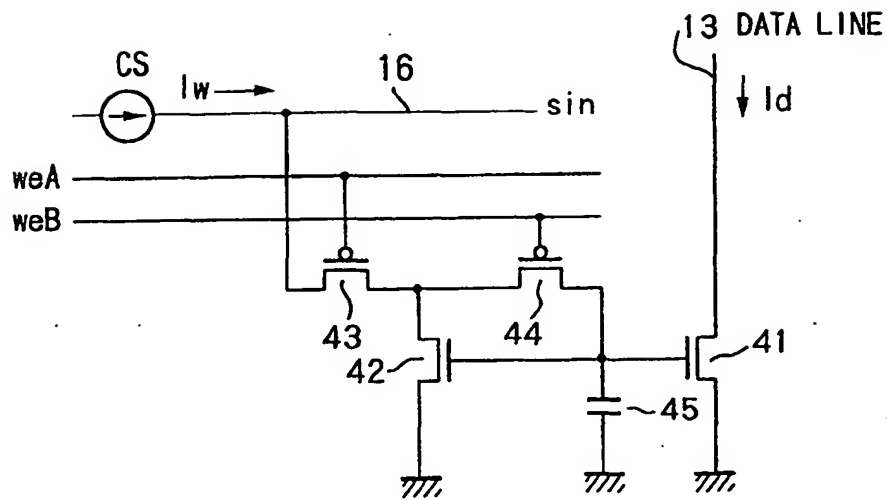 13 DATA LINE
CS
Iw
16
Id
sin
weA
weB
43
44
42
41
45